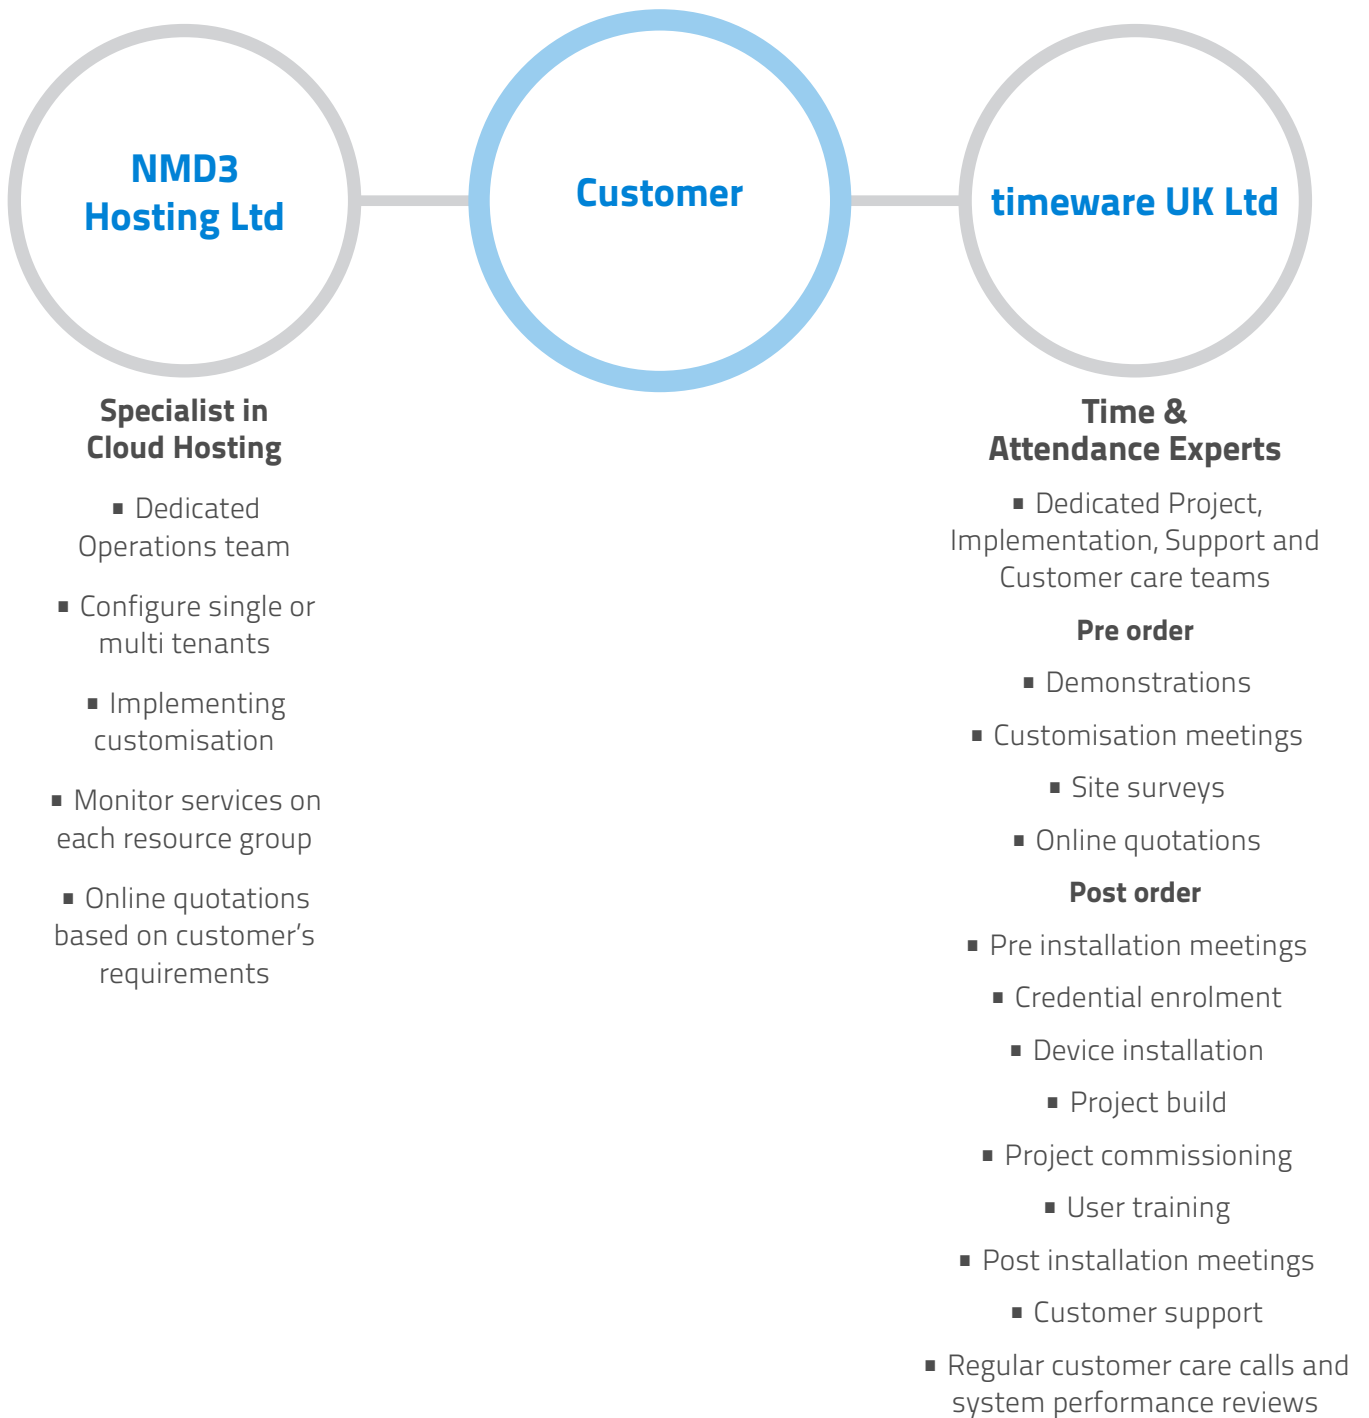 NMD3
Hosting Ltd
Customer
timeware UK Ltd
Specialist in
Cloud Hosting
▪ Dedicated
Operations team
▪ Configure single or
multi tenants
▪ Implementing
customisation
▪ Monitor services on
each resource group
▪ Online quotations
based on customer's
requirements
Time &
Attendance Experts
▪ Dedicated Project,
Implementation, Support and
Customer care teams
Pre order
▪ Demonstrations
▪ Customisation meetings
▪ Site surveys
▪ Online quotations
Post order
▪ Pre installation meetings
▪ Credential enrolment
▪ Device installation
▪ Project build
▪ Project commissioning
▪ User training
▪ Post installation meetings
▪ Customer support
▪ Regular customer care calls and
system performance reviews